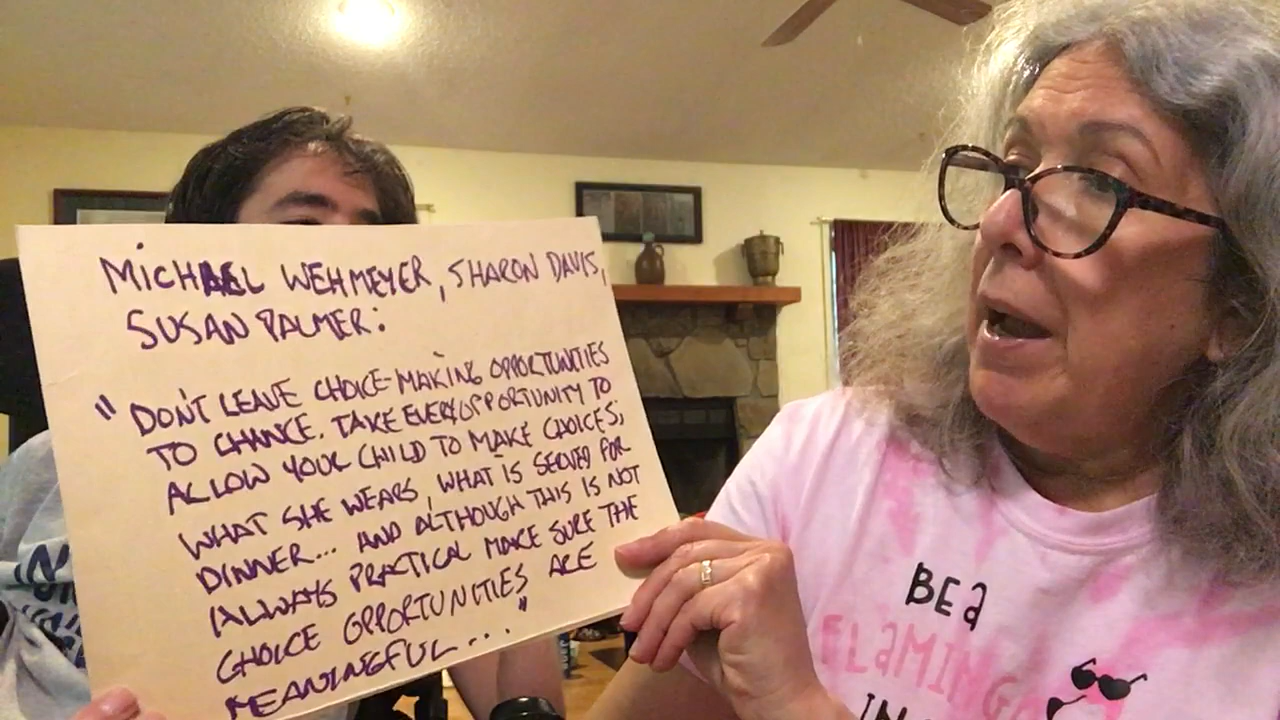 MICHAEL WEHMEYER, SHARON DAVIS,
SUSAN PALMER:
"DON'T LEAVE CHOICE-MAKING OPPORTUNITIES
TO CHANCE. TAKE EVERY OPPORTUNITY TO
ALLOW YOUR CHILD TO MAKE CHOICES;
WHAT SHE WEARS, WHAT IS SERVED FOR
DINNER... AND ALTHOUGH THIS IS NOT
ALWAYS PRACTICAL MAKE SURE THE
CHOICE OPPORTUNITIES ARE
MEANINGFUL..."
BE a
FLaMINGO
IN a